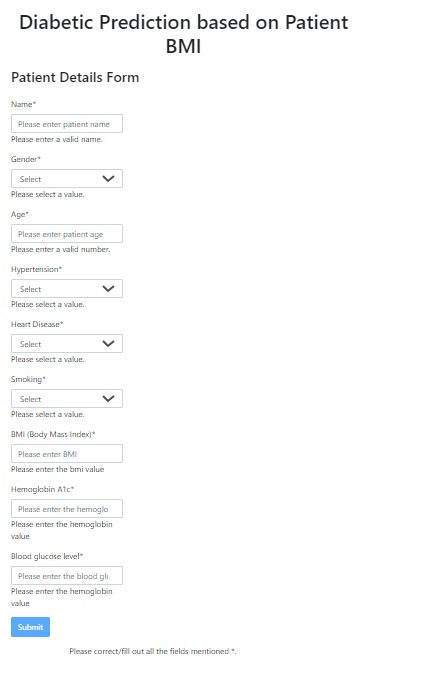 Diabetic Prediction based on Patient
BMI
Patient Details Form
Name*
Please enter patient name
Please enter a valid name.
Gender*
Select
Please select a value.
Age*
Please enter patient age
Please enter a valid number.
Hypertension*
Select
Please select a value.
Heart Disease*
Select
Please select a value.
Smoking*
Select
Please select a value.
BMI (Body Mass Index)*
Please enter BMI
Please enter the bmi value
Hemoglobin A1c*
Please enter the hemoglo
Please enter the hemoglobin
value
Blood glucose level*
Please enter the blood glu
Please enter the hemoglobin
value
Submit
Please correct/fill out all the fields mentioned *.